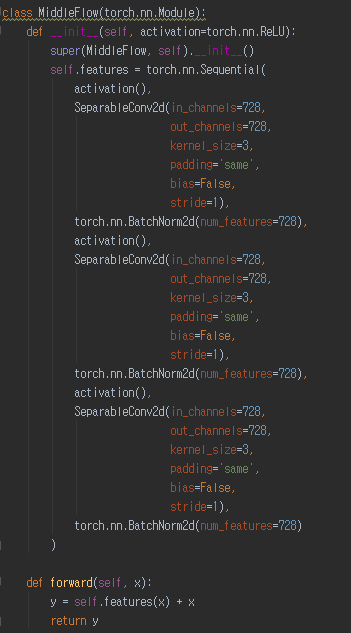 class MiddleFlow(torch.nn.Module):
    def __init__(self, activation=torch.nn.ReLU):
        super(MiddleFlow, self).__init__()
        self.features = torch.nn.Sequential(
            activation(),
            SeparableConv2d(in_channels=728,
                            out_channels=728,
                            kernel_size=3,
                            padding='same',
                            bias=False,
                            stride=1),
            torch.nn.BatchNorm2d(num_features=728),
            activation(),
            SeparableConv2d(in_channels=728,
                            out_channels=728,
                            kernel_size=3,
                            padding='same',
                            bias=False,
                            stride=1),
            torch.nn.BatchNorm2d(num_features=728),
            activation(),
            SeparableConv2d(in_channels=728,
                            out_channels=728,
                            kernel_size=3,
                            padding='same',
                            bias=False,
                            stride=1),
            torch.nn.BatchNorm2d(num_features=728)
        )
    def forward(self, x):
        y = self.features(x) + x
        return y